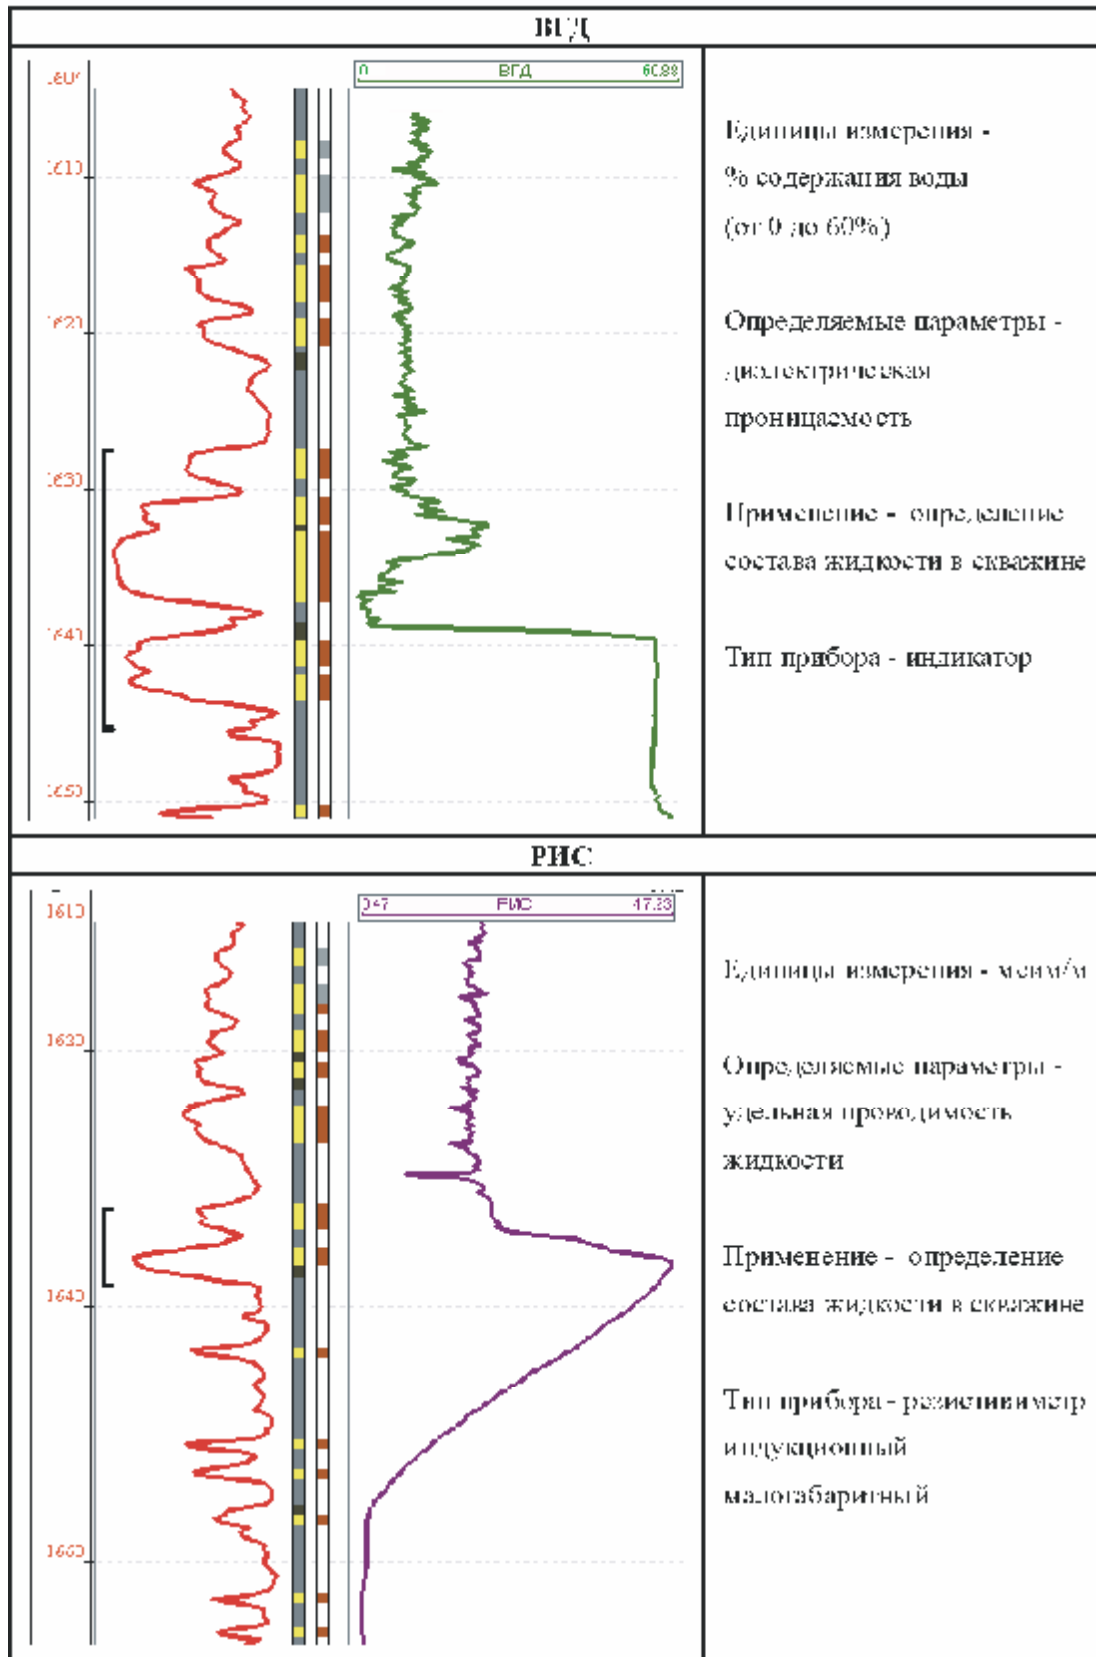 ВГД
0 ВГД 60.88
1610
1620
1630
1640
1650
Единицы измерения -
% содержания воды
(от 0 до 60%)
Определяемые параметры -
диэлектрическая
проницаемость
Применение - определение
состава жидкости в скважине
Тип прибора - индикатор
РИС
РИС 47.23
1610
1640
1660
Единицы измерения - мсим/м
Определяемые параметры -
удельная проводимость
жидкости
Применение - определение
состава жидкости в скважине
Тип прибора - резистивиметр
индукционный
малогабаритный